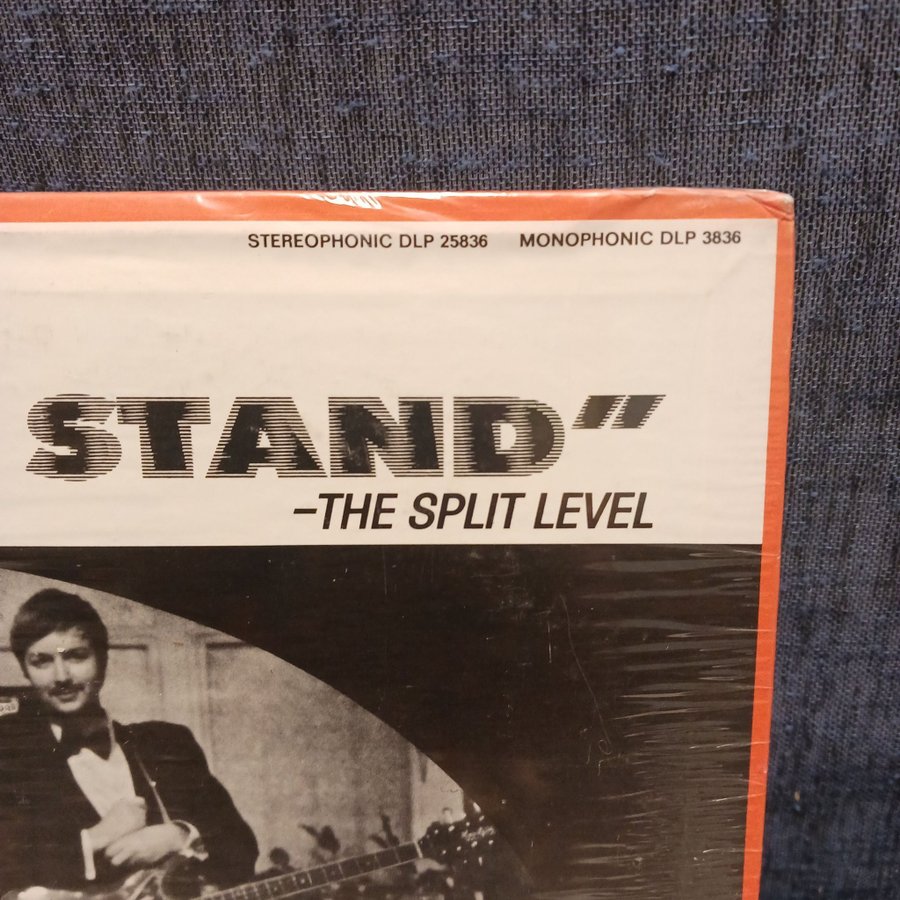 STEREOPHONIC DLP 25836 MONOPHONIC DLP 3836
STAND"
–THE SPLIT LEVEL